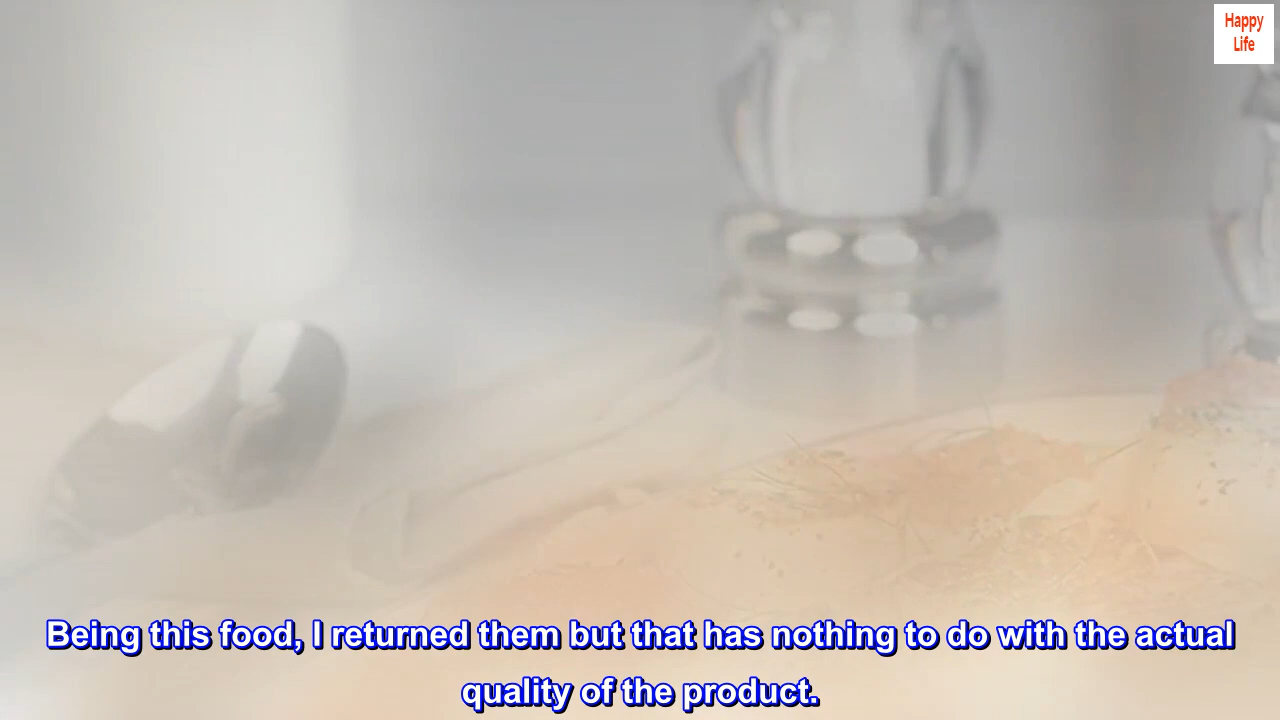 Happy
Life
Being this food, I returned them but that has nothing to do with the actual
quality of the product.